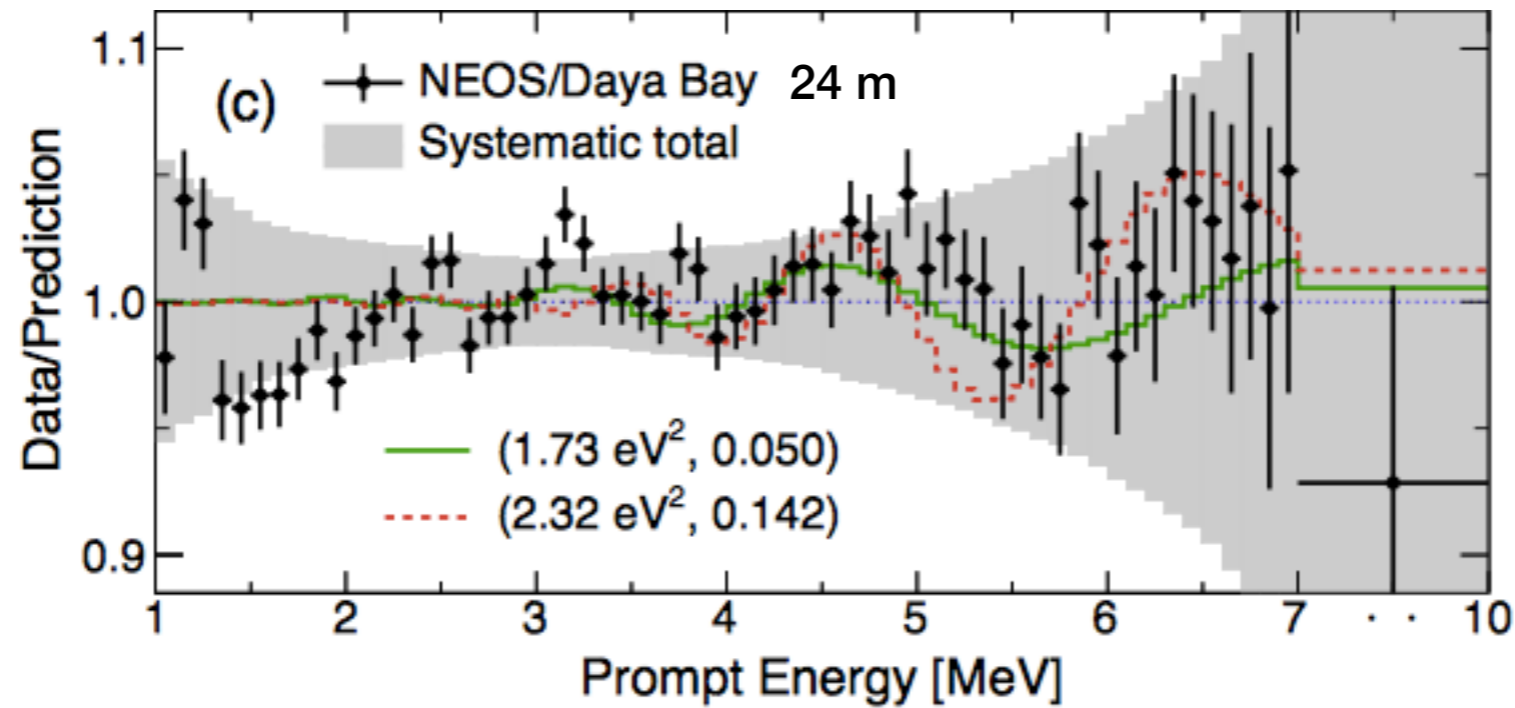 1.1
(c)
NEOS/Daya Bay 24 m
Systematic total
1.0
Data/Prediction
(1.73 eV², 0.050)
(2.32 eV², 0.142)
0.9
1 2 3 4 5 6 7 · · 10
Prompt Energy [MeV]